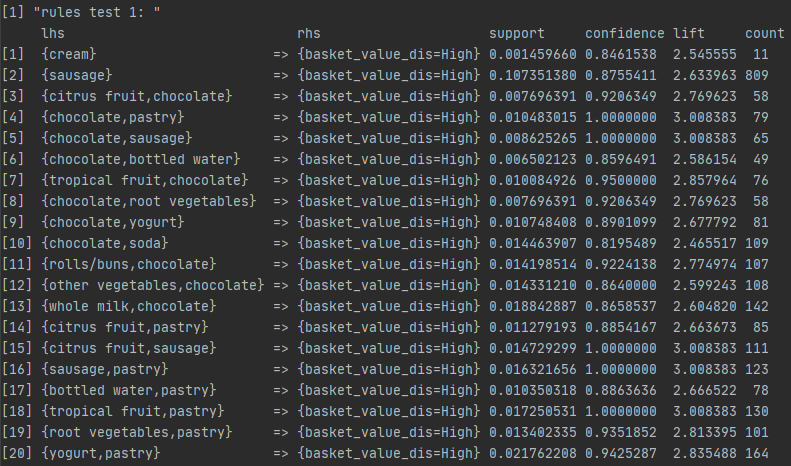 [1] "rules test 1: "
     lhs                             rhs                      support     confidence lift     count
[1]  {cream}                      => {basket_value_dis=High} 0.001459660 0.8461538  2.545555  11
[2]  {sausage}                    => {basket_value_dis=High} 0.107351380 0.8755411  2.633963 809
[3]  {citrus fruit,chocolate}     => {basket_value_dis=High} 0.007696391 0.9206349  2.769623  58
[4]  {chocolate,pastry}           => {basket_value_dis=High} 0.010483015 1.0000000  3.008383  79
[5]  {chocolate,sausage}          => {basket_value_dis=High} 0.008625265 1.0000000  3.008383  65
[6]  {chocolate,bottled water}    => {basket_value_dis=High} 0.006502123 0.8596491  2.586154  49
[7]  {tropical fruit,chocolate}   => {basket_value_dis=High} 0.010084926 0.9500000  2.857964  76
[8]  {chocolate,root vegetables}  => {basket_value_dis=High} 0.007696391 0.9206349  2.769623  58
[9]  {chocolate,yogurt}           => {basket_value_dis=High} 0.010748408 0.8901099  2.677792  81
[10] {chocolate,soda}             => {basket_value_dis=High} 0.014463907 0.8195489  2.465517 109
[11] {rolls/buns,chocolate}       => {basket_value_dis=High} 0.014198514 0.9224138  2.774974 107
[12] {other vegetables,chocolate} => {basket_value_dis=High} 0.014331210 0.8640000  2.599243 108
[13] {whole milk,chocolate}       => {basket_value_dis=High} 0.018842887 0.8658537  2.604820 142
[14] {citrus fruit,pastry}        => {basket_value_dis=High} 0.011279193 0.8854167  2.663673  85
[15] {citrus fruit,sausage}       => {basket_value_dis=High} 0.014729299 1.0000000  3.008383 111
[16] {sausage,pastry}             => {basket_value_dis=High} 0.016321656 1.0000000  3.008383 123
[17] {bottled water,pastry}       => {basket_value_dis=High} 0.010350318 0.8863636  2.666522  78
[18] {tropical fruit,pastry}      => {basket_value_dis=High} 0.017250531 1.0000000  3.008383 130
[19] {root vegetables,pastry}     => {basket_value_dis=High} 0.013402335 0.9351852  2.813395 101
[20] {yogurt,pastry}              => {basket_value_dis=High} 0.021762208 0.9425287  2.835488 164